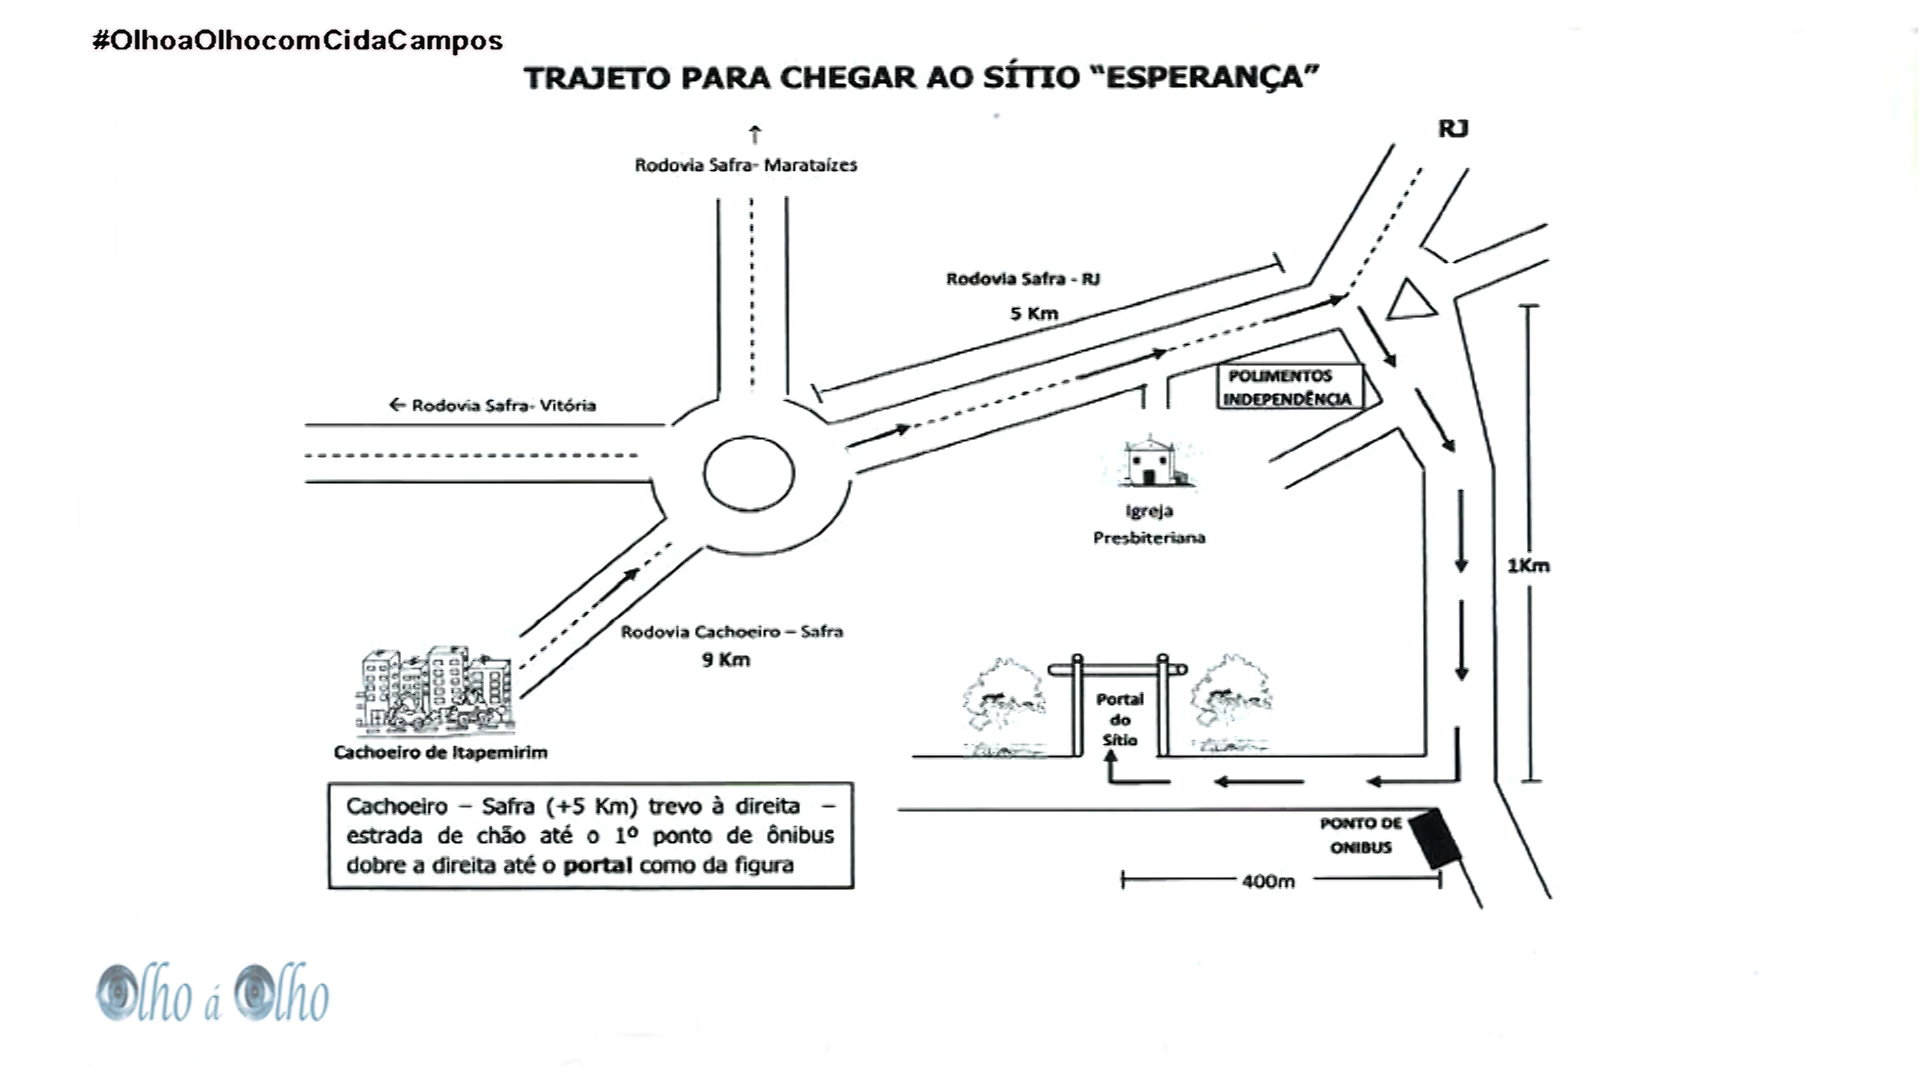 #OlhoaOlhocomCidaCampos
TRAJETO PARA CHEGAR AO SÍTIO “ESPERANÇA”
RJ
↑
Rodovia Safra- Marataízes
Rodovia Safra - RJ
5 Km
← Rodovia Safra- Vitória
POLIMENTOS
INDEPENDÊNCIA
Igreja
Presbiteriana
1Km
Rodovia Cachoeiro – Safra
9 Km
Portal
do
Sítio
Cachoeiro de Itapemirim
Cachoeiro – Safra (+5 Km) trevo à direita –
estrada de chão até o 1º ponto de ônibus
dobre a direita até o portal como da figura
PONTO DE
ONIBUS
400m
Olho á Olho